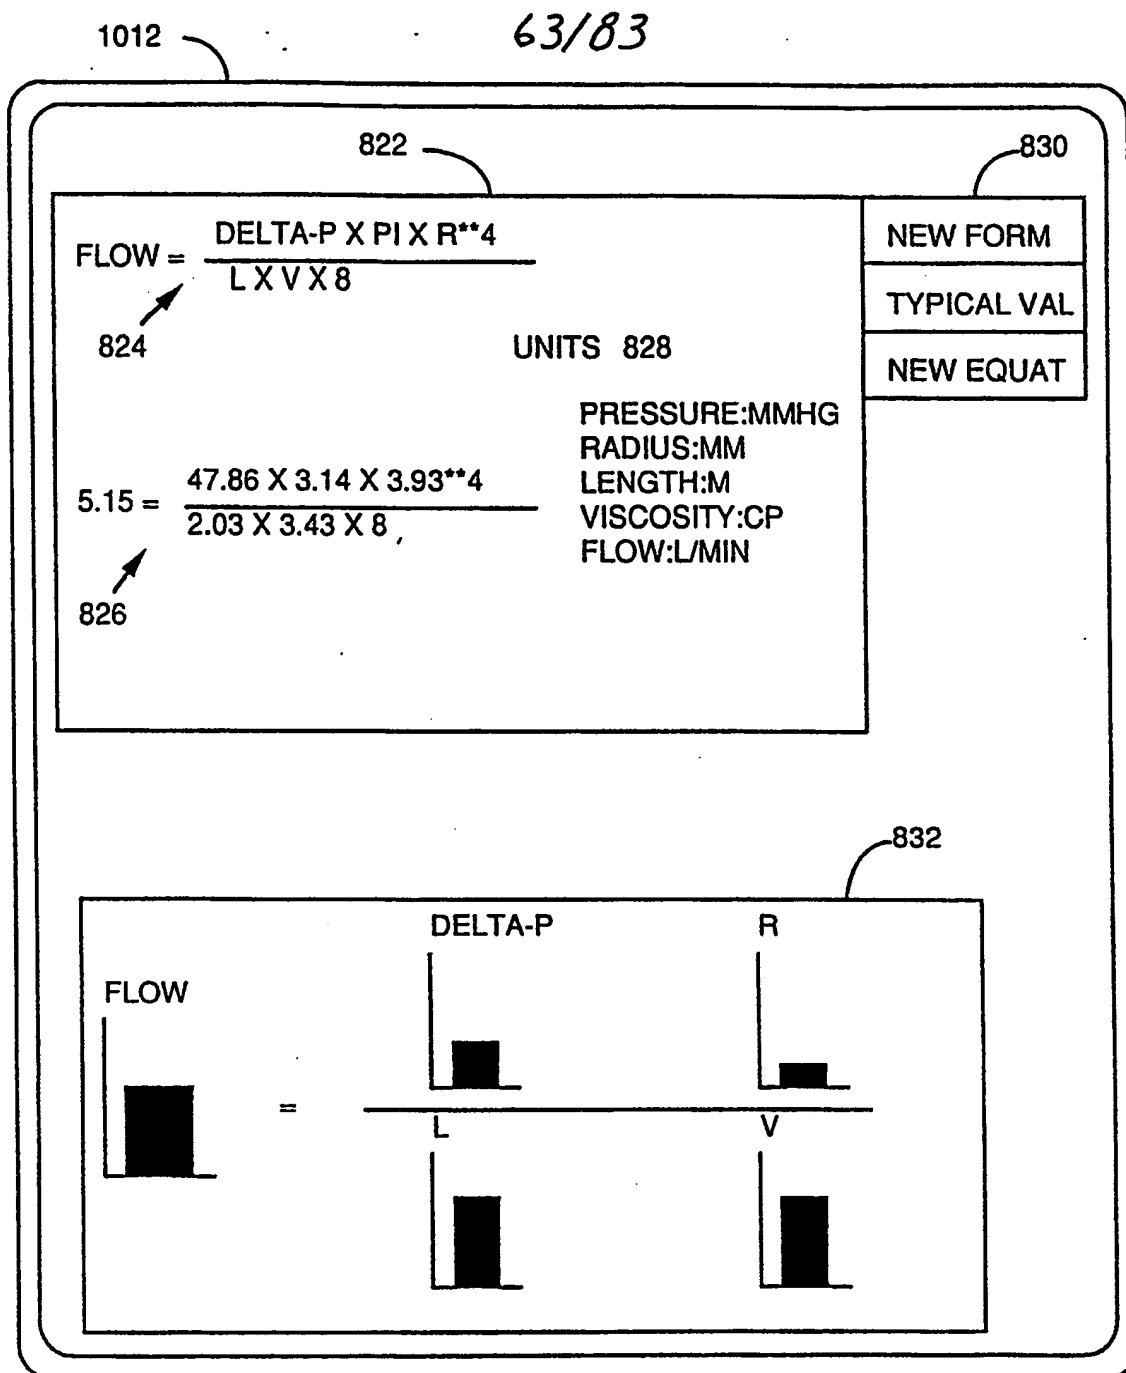 63/83
1012
822
830
FLOW = DELTA-P X PI X R**4
L X V X 8
824
NEW FORM
TYPICAL VAL
NEW EQUAT
UNITS 828
PRESSURE:MMHG
RADIUS:MM
LENGTH:M
VISCOSITY:CP
FLOW:L/MIN
5.15 = 47.86 X 3.14 X 3.93**4
2.03 X 3.43 X 8
826
832
DELTA-P
R
FLOW
=
L
V